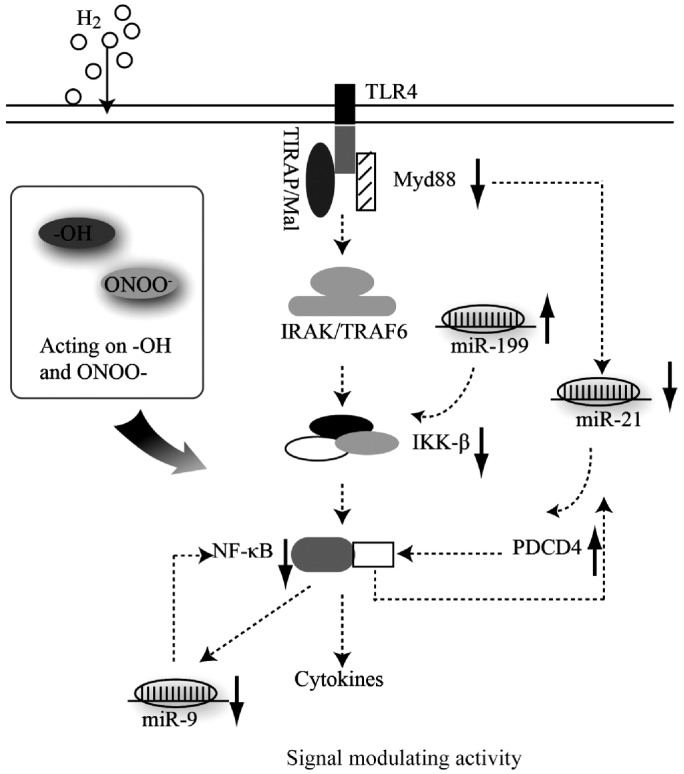 H2
TLR4
TIRAP/Mal
Myd88
-OH
ONOO-
Acting on -OH
and ONOO-
IRAK/TRAF6
miR-199
miR-21
IKK-β
NF-κB
PDCD4
Cytokines
miR-9
Signal modulating activity